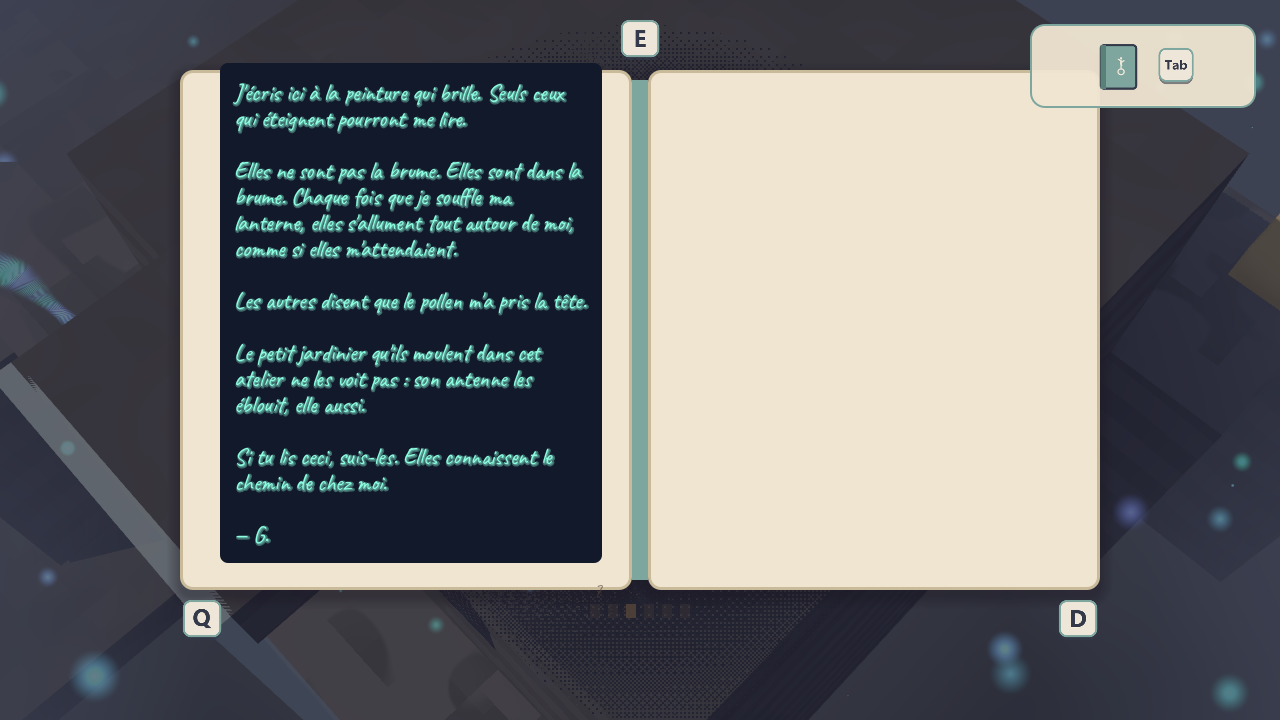 E
Tab
J'écris ici à la peinture qui brille. Seuls ceux
qui éteignent pourront me lire.
Elles ne sont pas la brume. Elles sont dans la
brume. Chaque fois que je souffle ma
lanterne, elles s'allument tout autour de moi,
comme si elles m'attendaient.
Les autres disent que le pollen m'a pris la tête.
Le petit jardinier qu'ils moulent dans cet
atelier ne les voit pas : son antenne les
éblouit, elle aussi.
Si tu lis ceci, suis-les. Elles connaissent le
chemin de chez moi.
— G.
Q
D